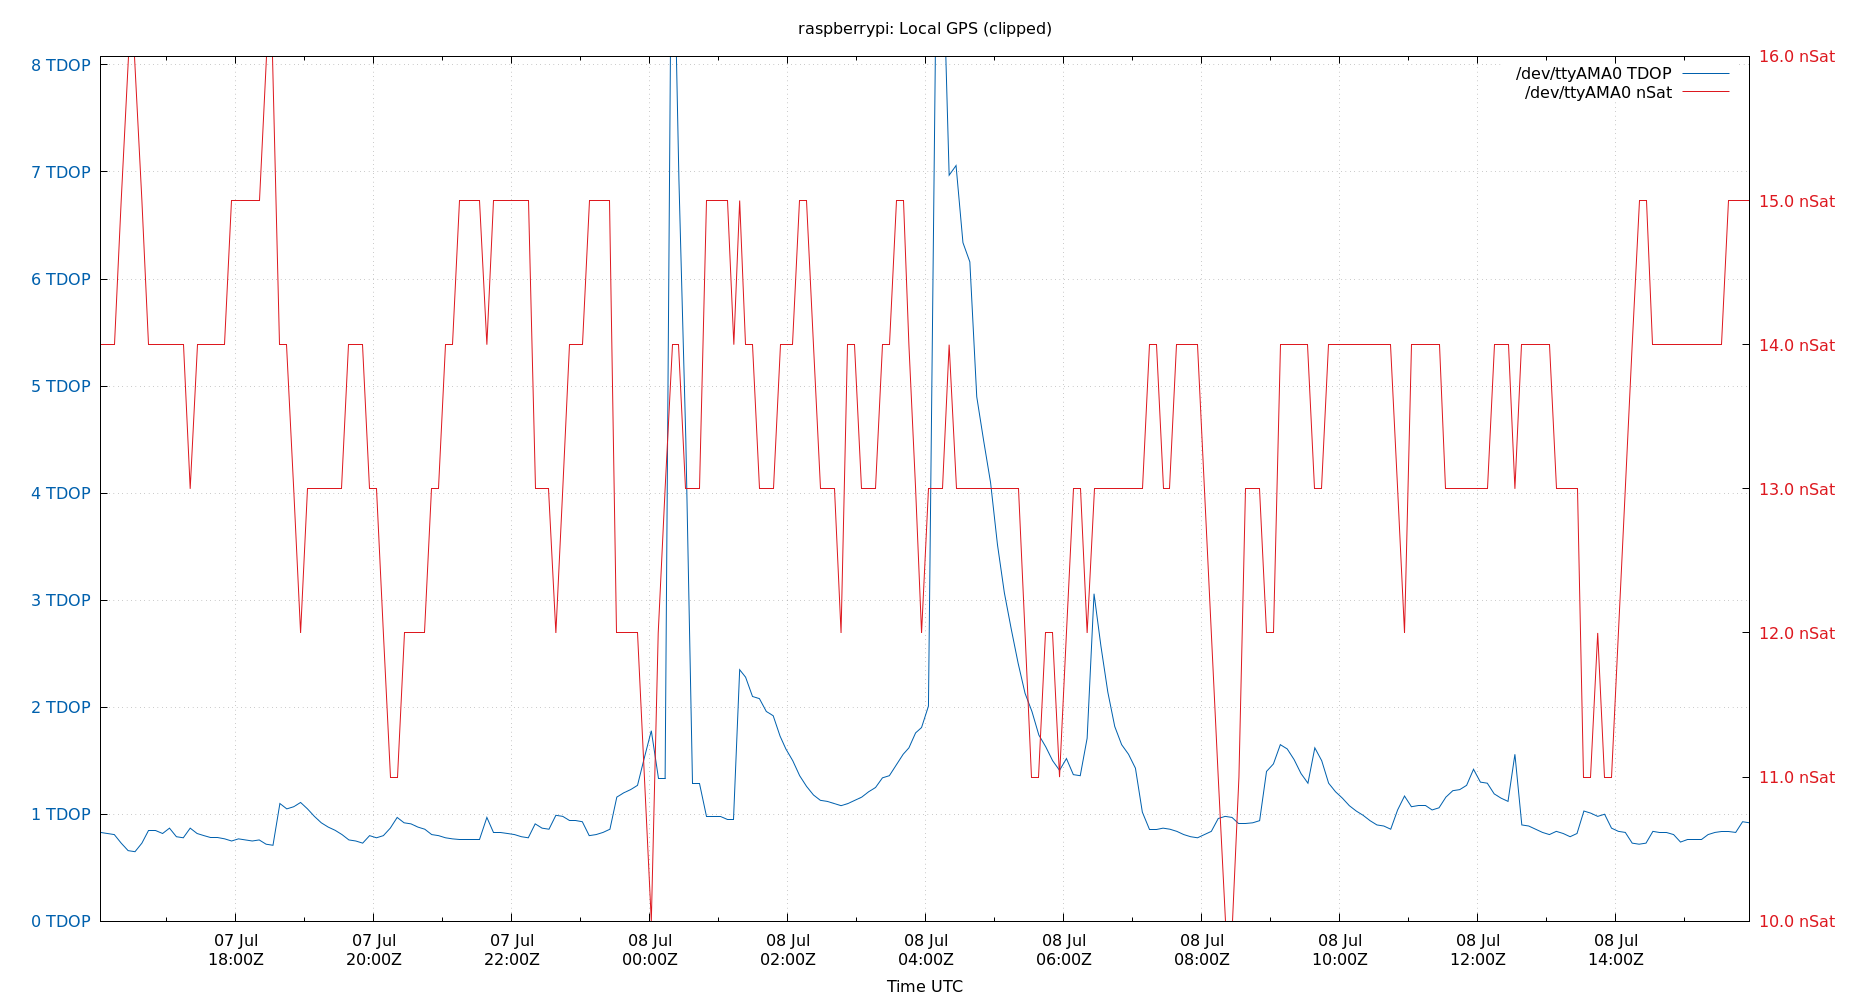 raspberrypi: Local GPS (clipped)
8 TDOP
7 TDOP
6 TDOP
5 TDOP
4 TDOP
3 TDOP
2 TDOP
1 TDOP
0 TDOP
16.0 nSat
15.0 nSat
14.0 nSat
13.0 nSat
12.0 nSat
11.0 nSat
10.0 nSat
/dev/ttyAMA0 TDOP
/dev/ttyAMA0 nSat
07 Jul
18:00Z
07 Jul
20:00Z
07 Jul
22:00Z
08 Jul
00:00Z
08 Jul
02:00Z
08 Jul
04:00Z
08 Jul
06:00Z
08 Jul
08:00Z
08 Jul
10:00Z
08 Jul
12:00Z
08 Jul
14:00Z
Time UTC